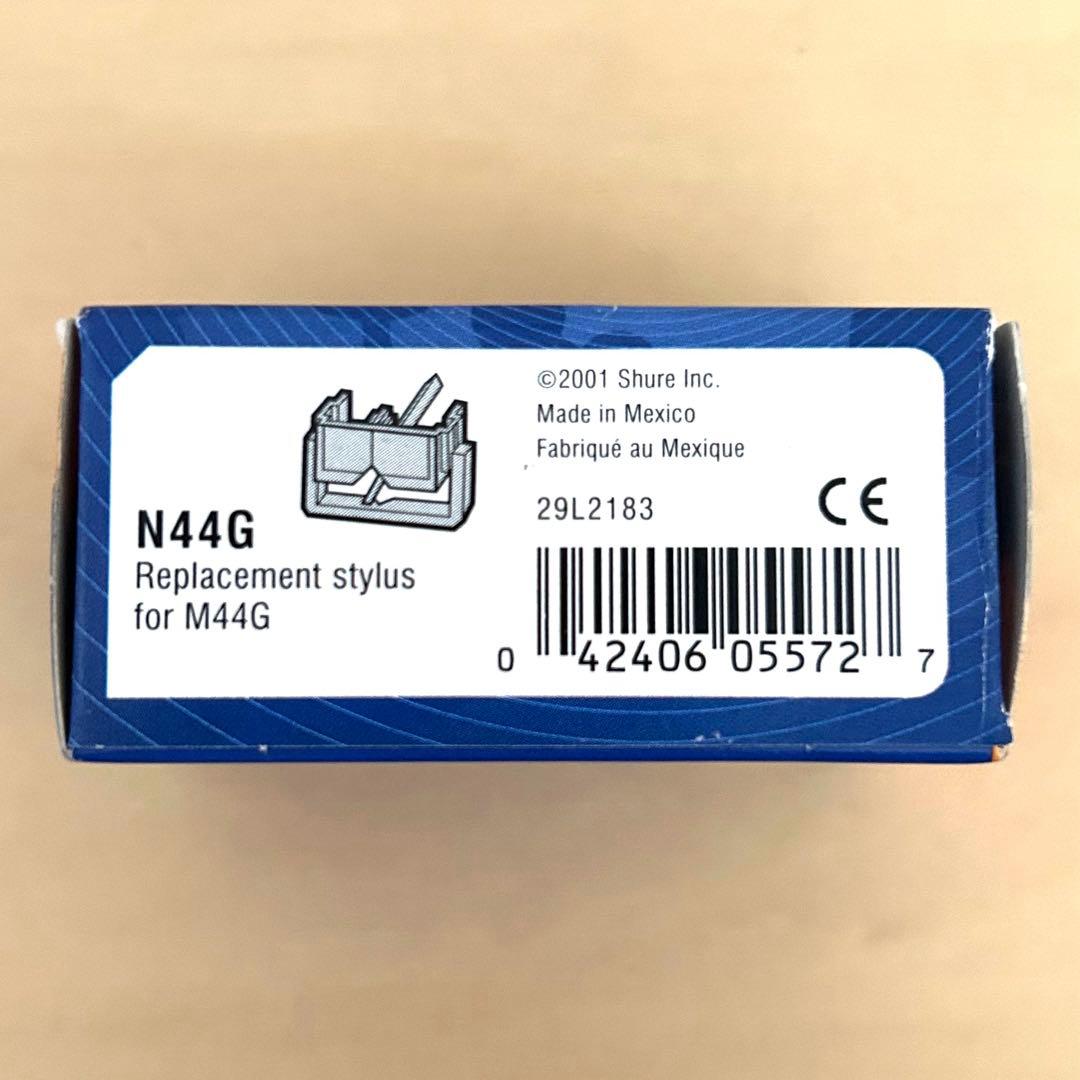 N44G
Replacement stylus
for M44G
©2001 Shure Inc.
Made in Mexico
Fabriqué au Mexique
29L2183
CE
0 42406 05572 7